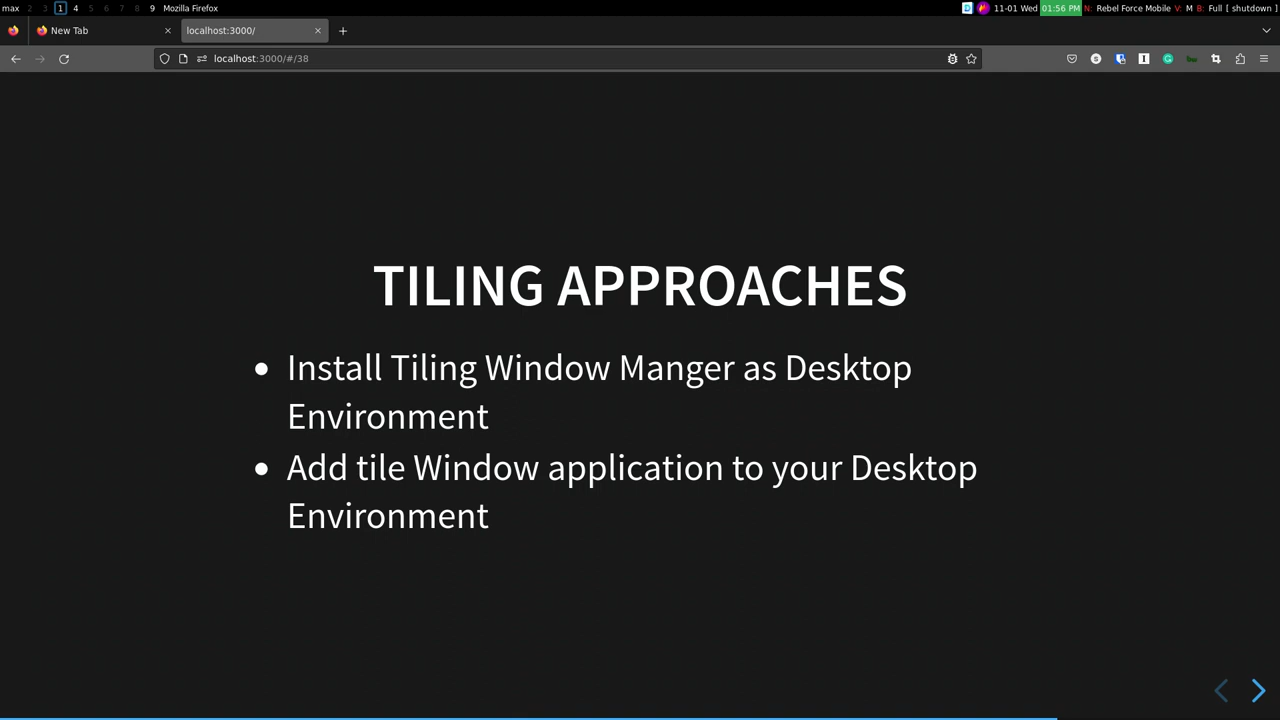 max 2 3 1 4 5 6 7 8 9 Mozilla Firefox 11-01 Wed 01:56 PM N: Rebel Force Mobile V: M B: Full [ shutdown ]
New Tab localhost:3000/
localhost:3000/#/38
TILING APPROACHES
Install Tiling Window Manger as Desktop
Environment
Add tile Window application to your Desktop
Environment